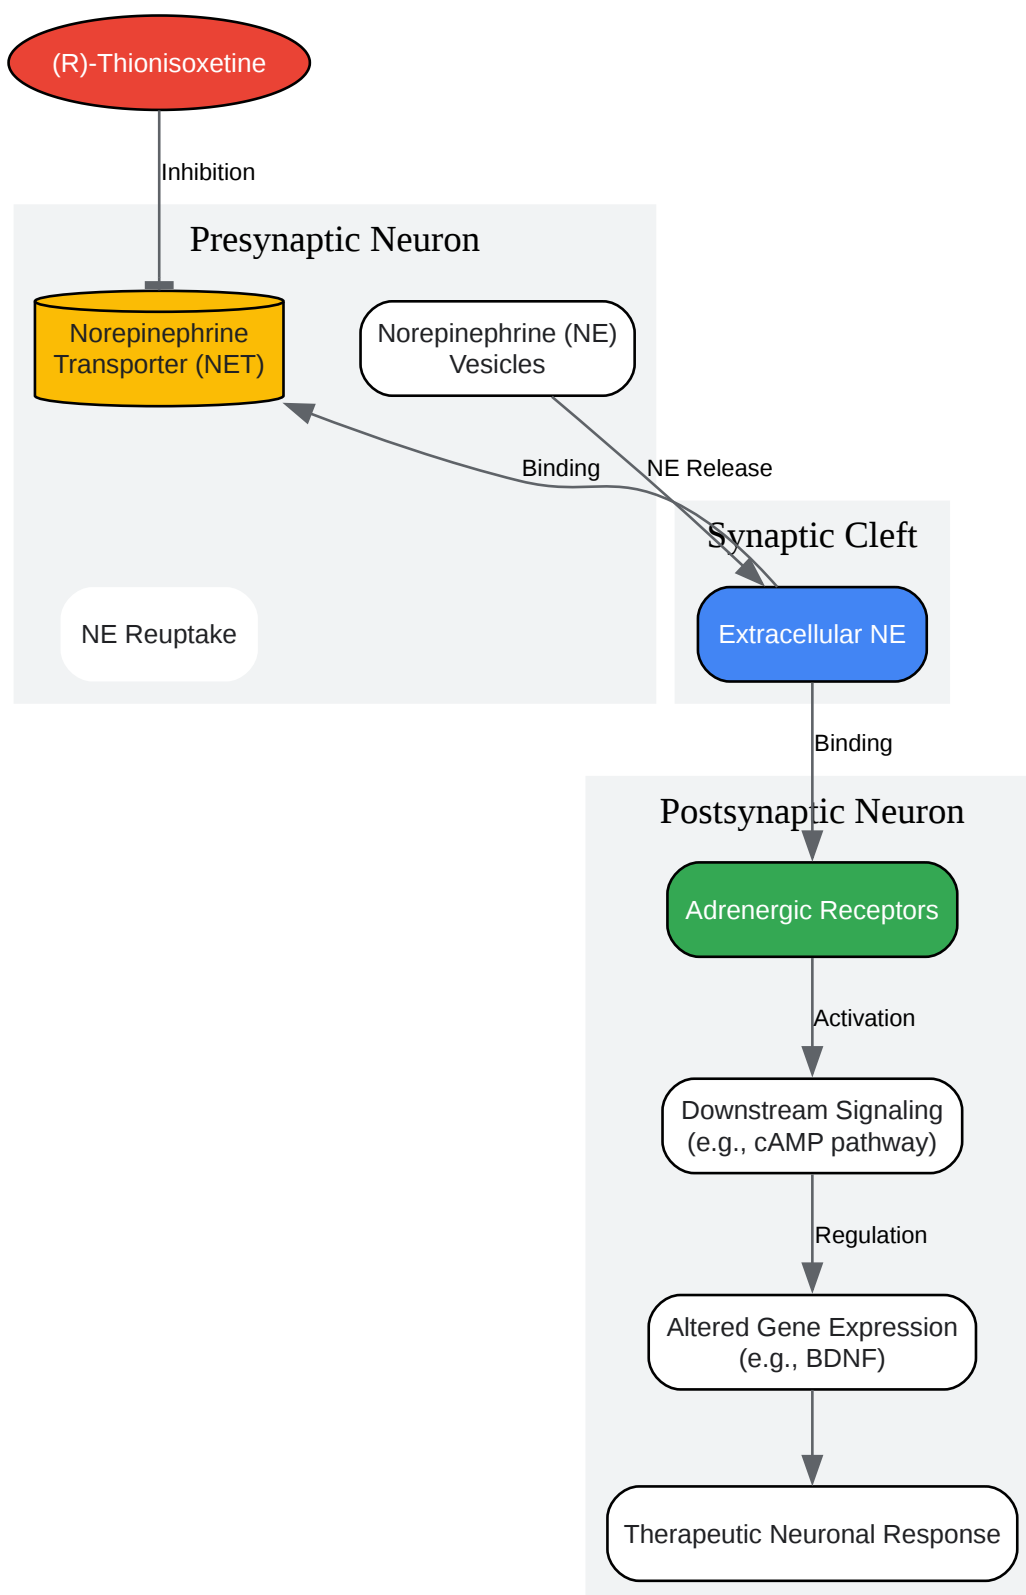 (R)-Thionisoxetine
Inhibition
Presynaptic Neuron
Norepinephrine
Transporter (NET)
Norepinephrine (NE)
Vesicles
Binding
NE Release
Synaptic Cleft
NE Reuptake
Extracellular NE
Binding
Postsynaptic Neuron
Adrenergic Receptors
Activation
Downstream Signaling
(e.g., cAMP pathway)
Regulation
Altered Gene Expression
(e.g., BDNF)
Therapeutic Neuronal Response